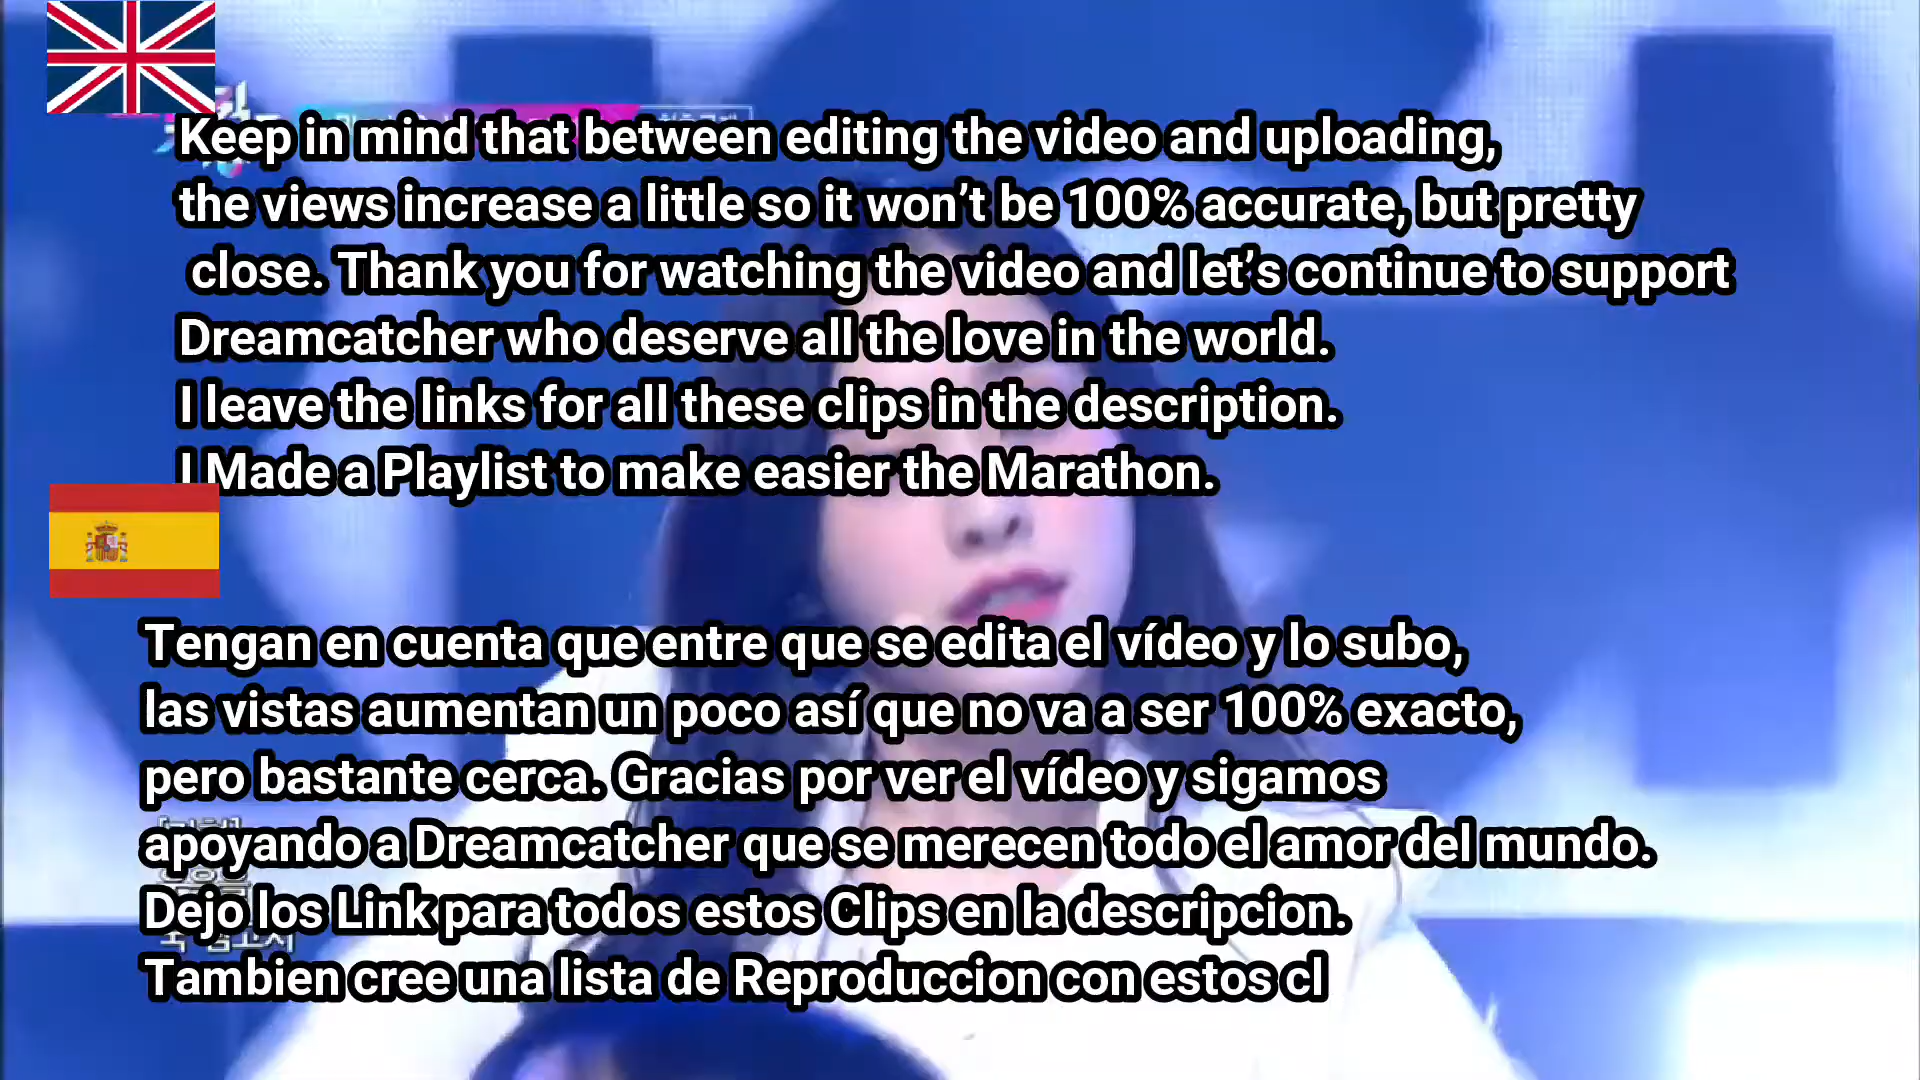 Keep in mind that between editing the video and uploading,
the views increase a little so it won’t be 100% accurate, but pretty
close. Thank you for watching the video and let’s continue to support
Dreamcatcher who deserve all the love in the world.
I leave the links for all these clips in the description.
I Made a Playlist to make easier the Marathon.
Tengan en cuenta que entre que se edita el vídeo y lo subo,
las vistas aumentan un poco así que no va a ser 100% exacto,
pero bastante cerca. Gracias por ver el vídeo y sigamos
apoyando a Dreamcatcher que se merecen todo el amor del mundo.
Dejo los Link para todos estos Clips en la descripcion.
Tambien cree una lista de Reproduccion con estos cl